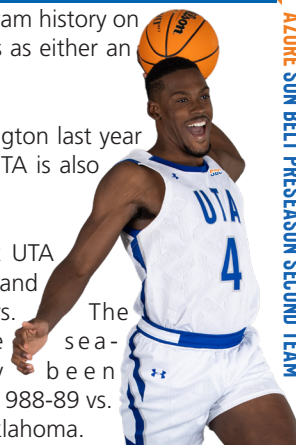 am history on
s as either an
gton last year
TA is also
UTA
and
rs. The
sea-
been
988-89 vs.
klahoma.
AZURE SUN BELT PRESEASON SECOND TEAM
UTA
4